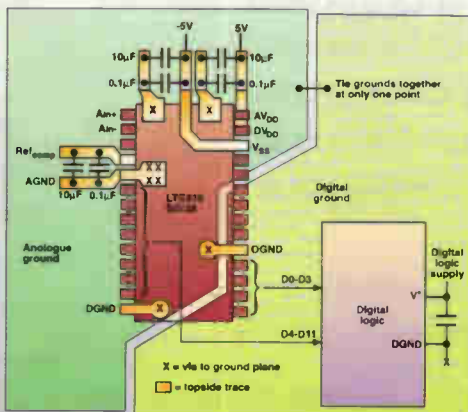 -5V 5V
10µF 10µF
0.1µF 0.1µF
Tie grounds together
at only one point
X X
Ain+ AVDD
Ain- DVDD
VSS
Refcomp
X X
X X
AGND
10µF 0.1µF
Digital
ground
Analogue
ground
X OGND
Digital
logic
supply
D0-D3
V+
Digital
logic
DGND X
D4-D11
DGND
X
X = via to ground plane
= topside trace